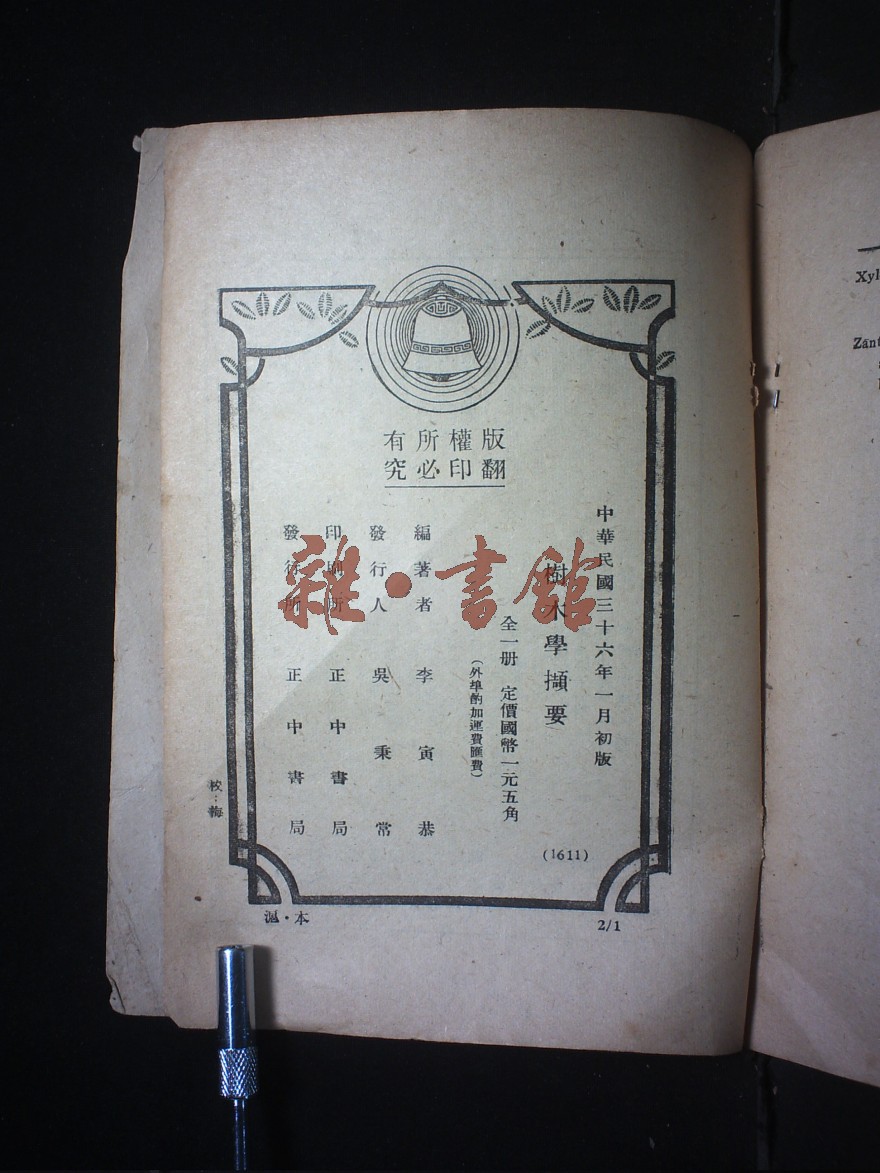 版權所有
翻印必究
中華民國三十六年一月初版
樹木學擷要
全一册 定價國幣一元五角
(外埠酌加運費匯費)
編著者 李寅恭
發行人 吳秉常
印刷所 正中書局
發行所 正中書局
(1611)
校:梅
滬·本
2/1
雜·書館
Xyl
Zant